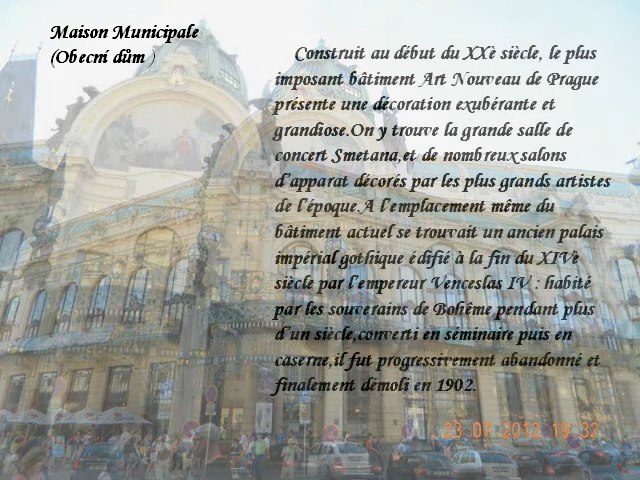 Maison Municipale
(Obecní dům )
Construit au début du XXè siècle, le plus
imposant bâtiment Art Nouveau de Prague
présente une décoration exubérante et
grandiose.On y trouve la grande salle de
concert Smetana,et de nombreux salons
d'apparat décorés par les plus grands artistes
de l'époque.A l'emplacement même du
bâtiment actuel se trouvait un ancien palais
impérial gothique édifié à la fin du XIVè
siècle par l'empereur Venceslas IV : habité
par les souverains de Bohême pendant plus
d'un siècle,converti en séminaire puis en
caserne,il fut progressivement abandonné et
finalement démoli en 1902.
23 07 2013 19:32